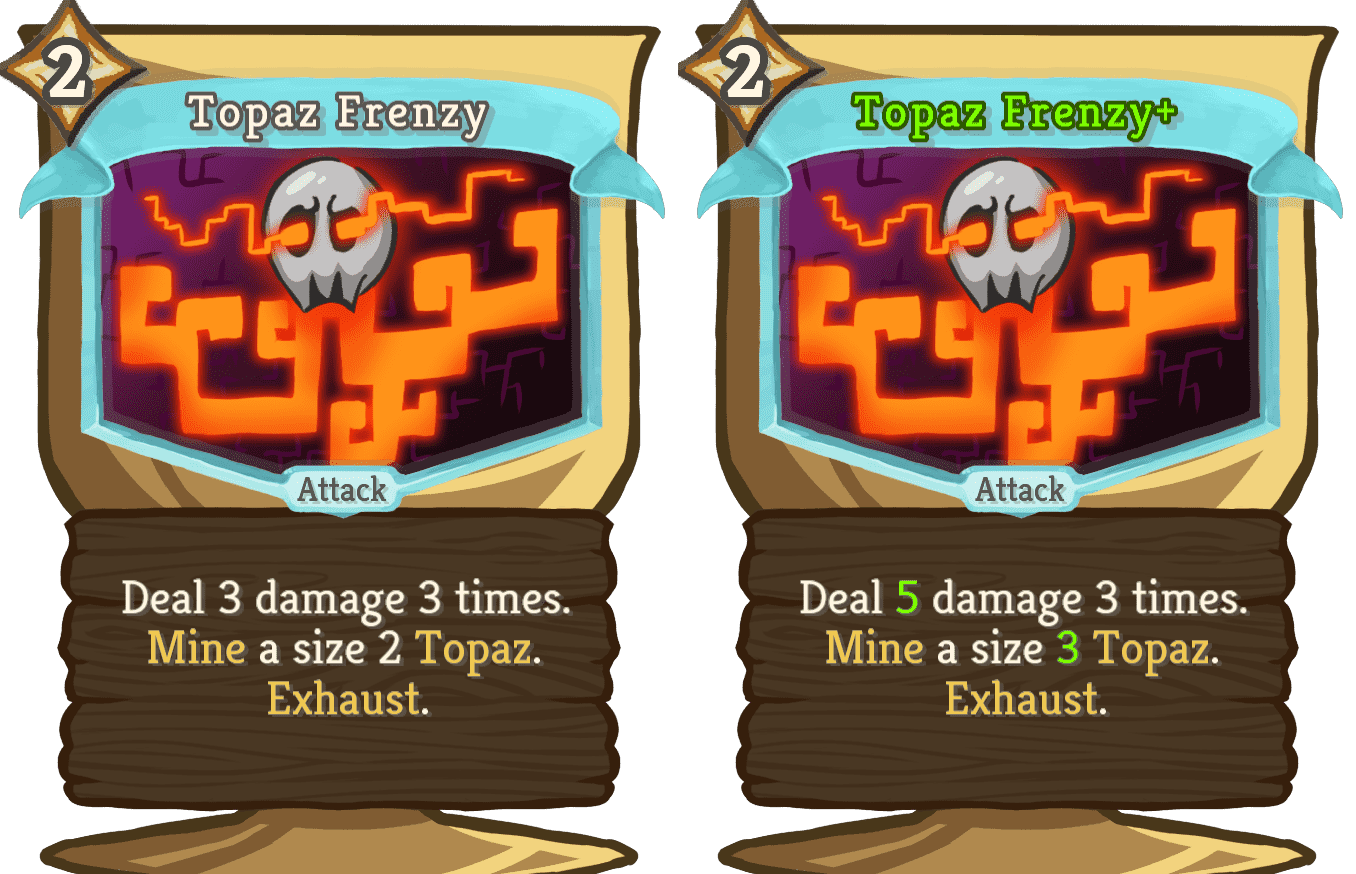 2
Topaz Frenzy
Attack
Deal 3 damage 3 times.
Mine a size 2 Topaz.
Exhaust.
2
Topaz Frenzy+
Attack
Deal 5 damage 3 times.
Mine a size 3 Topaz.
Exhaust.